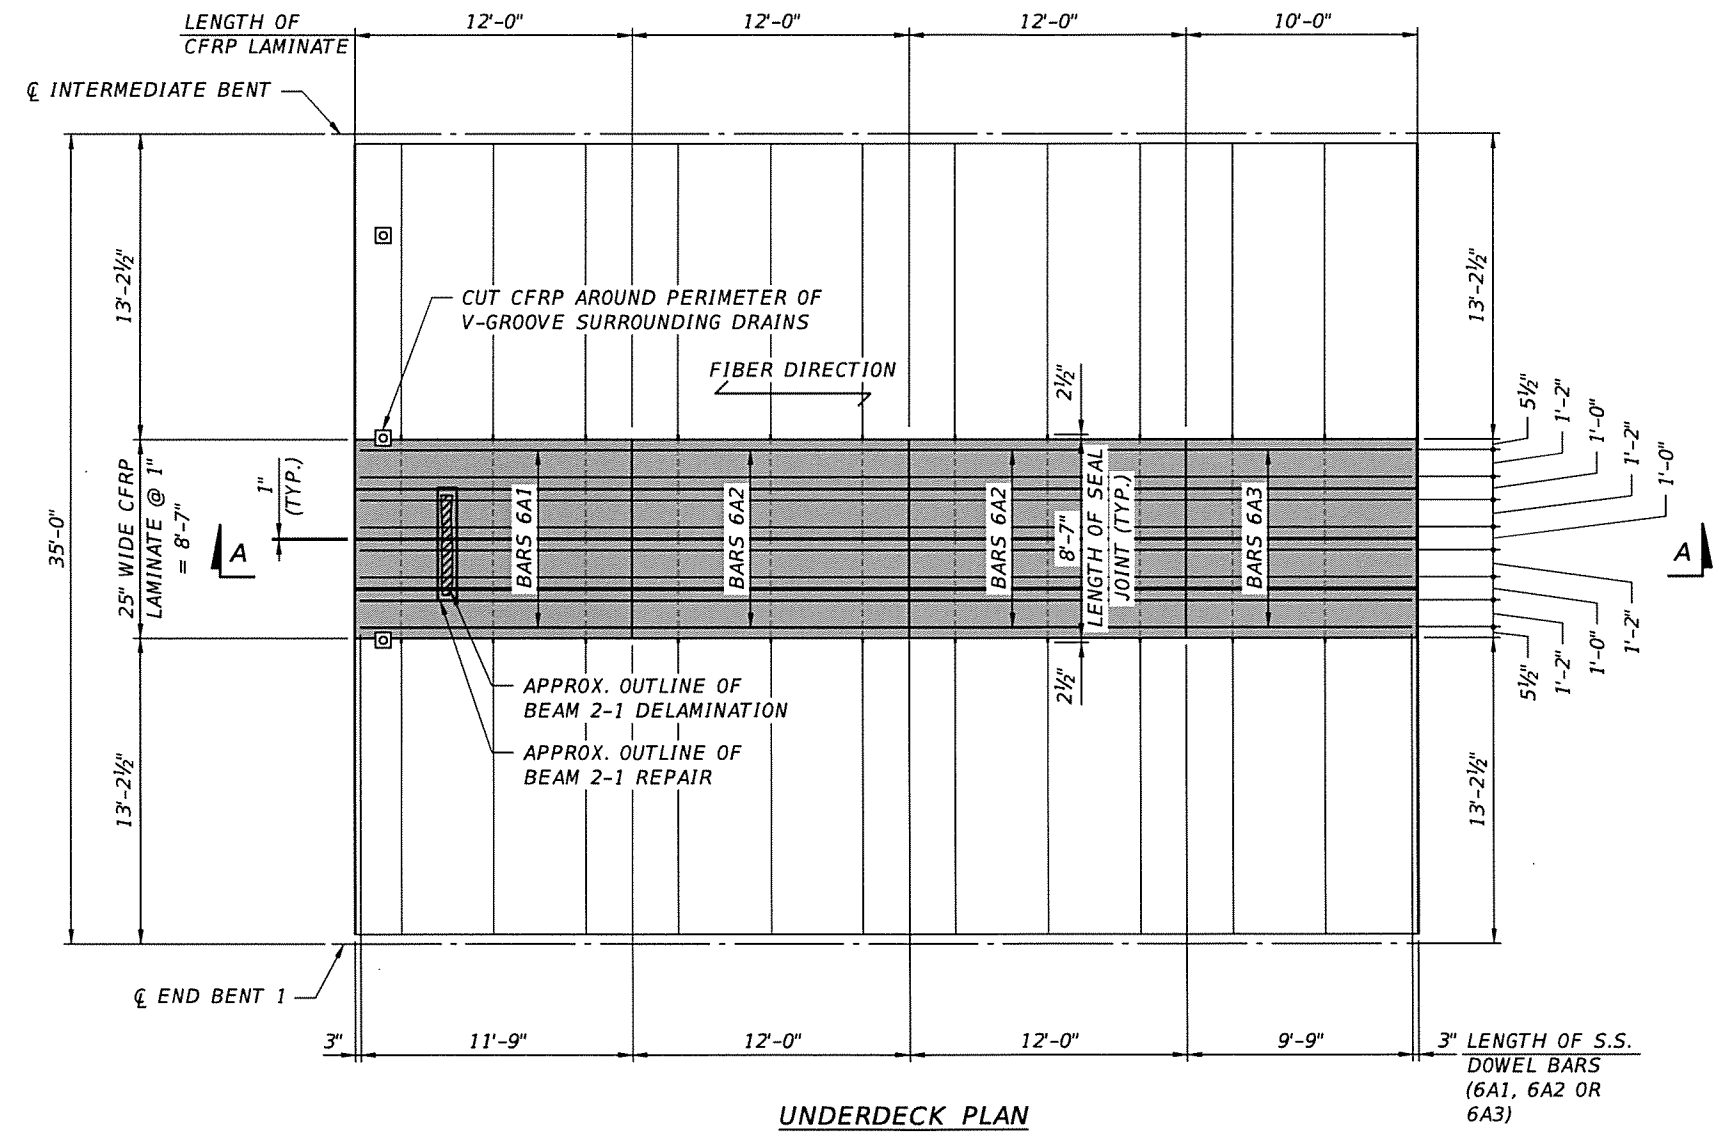 LENGTH OF
CFRP LAMINATE
12'-0"
12'-0"
12'-0"
10'-0"
℄ INTERMEDIATE BENT
13'-2½"
13'-2½"
CUT CFRP AROUND PERIMETER OF
V-GROOVE SURROUNDING DRAINS
FIBER DIRECTION
2½"
5½"
1'-2"
1'-0"
1'-2"
1'-0"
35'-0"
25" WIDE CFRP
LAMINATE @ 1"
= 8'-7"
1"
(TYP.)
A
BARS 6A1
BARS 6A2
BARS 6A2
8'-7"
LENGTH OF SEAL
JOINT (TYP.)
BARS 6A3
A
2½"
5½"
1'-2"
1'-0"
1'-2"
APPROX. OUTLINE OF
BEAM 2-1 DELAMINATION
APPROX. OUTLINE OF
BEAM 2-1 REPAIR
13'-2½"
13'-2½"
℄ END BENT 1
3"
11'-9"
12'-0"
12'-0"
9'-9"
3"
LENGTH OF S.S.
DOWEL BARS
(6A1, 6A2 OR
6A3)
UNDERDECK PLAN